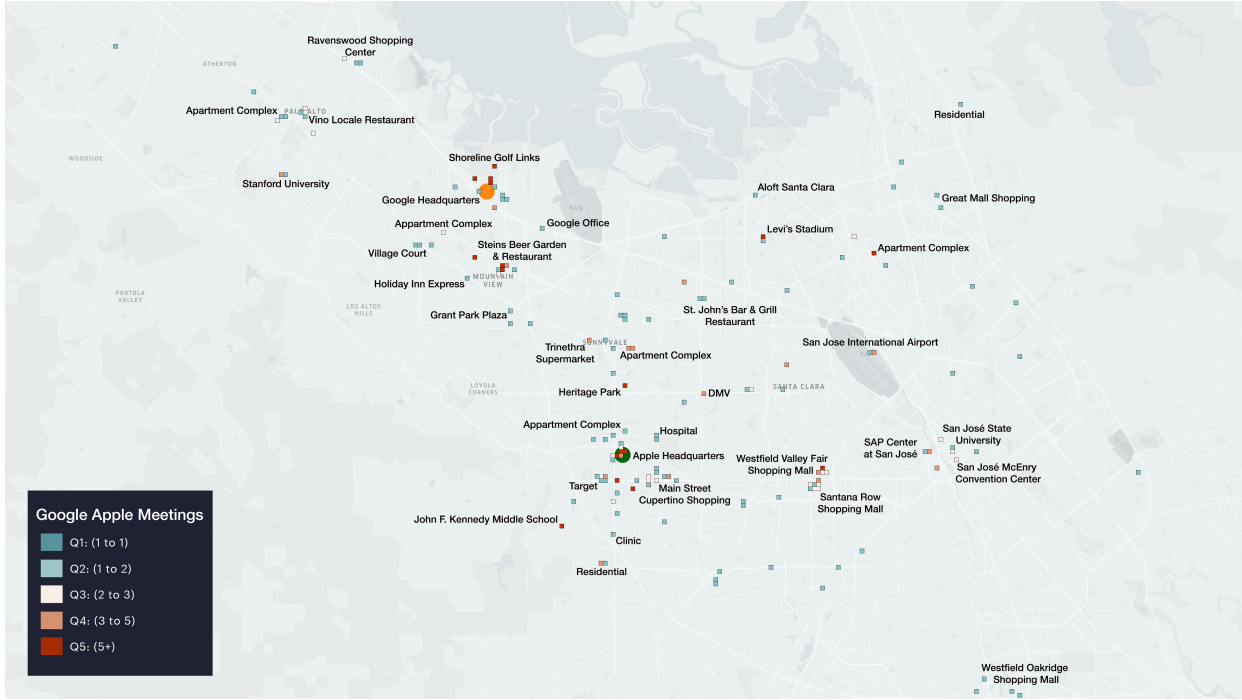 Ravenswood Shopping
Center
ATHERTON
Apartment Complex
PALO ALTO
Vino Locale Restaurant
Residential
WOODSIDE
Shoreline Golf Links
Stanford University
Aloft Santa Clara
Google Headquarters
Great Mall Shopping
NUQ
Appartment Complex
Google Office
Levi's Stadium
Village Court
Steins Beer Garden
& Restaurant
Apartment Complex
MOUNTAIN
VIEW
Holiday Inn Express
PORTOLA
VALLEY
LOS ALTOS
HILLS
Grant Park Plaza
St. John's Bar & Grill
Restaurant
SUNNYVALE
Trinethra
Supermarket
Apartment Complex
San Jose International Airport
LOYOLA
CORNERS
Heritage Park
DMV
SANTA CLARA
Appartment Complex
Hospital
San José State
University
SAP Center
at San José
Apple Headquarters
Westfield Valley Fair
Shopping Mall
San José McEnry
Convention Center
Target
Main Street
Cupertino Shopping
Santana Row
Shopping Mall
John F. Kennedy Middle School
Clinic
Residential
Westfield Oakridge
Shopping Mall
Google Apple Meetings
Q1: (1 to 1)
Q2: (1 to 2)
Q3: (2 to 3)
Q4: (3 to 5)
Q5: (5+)